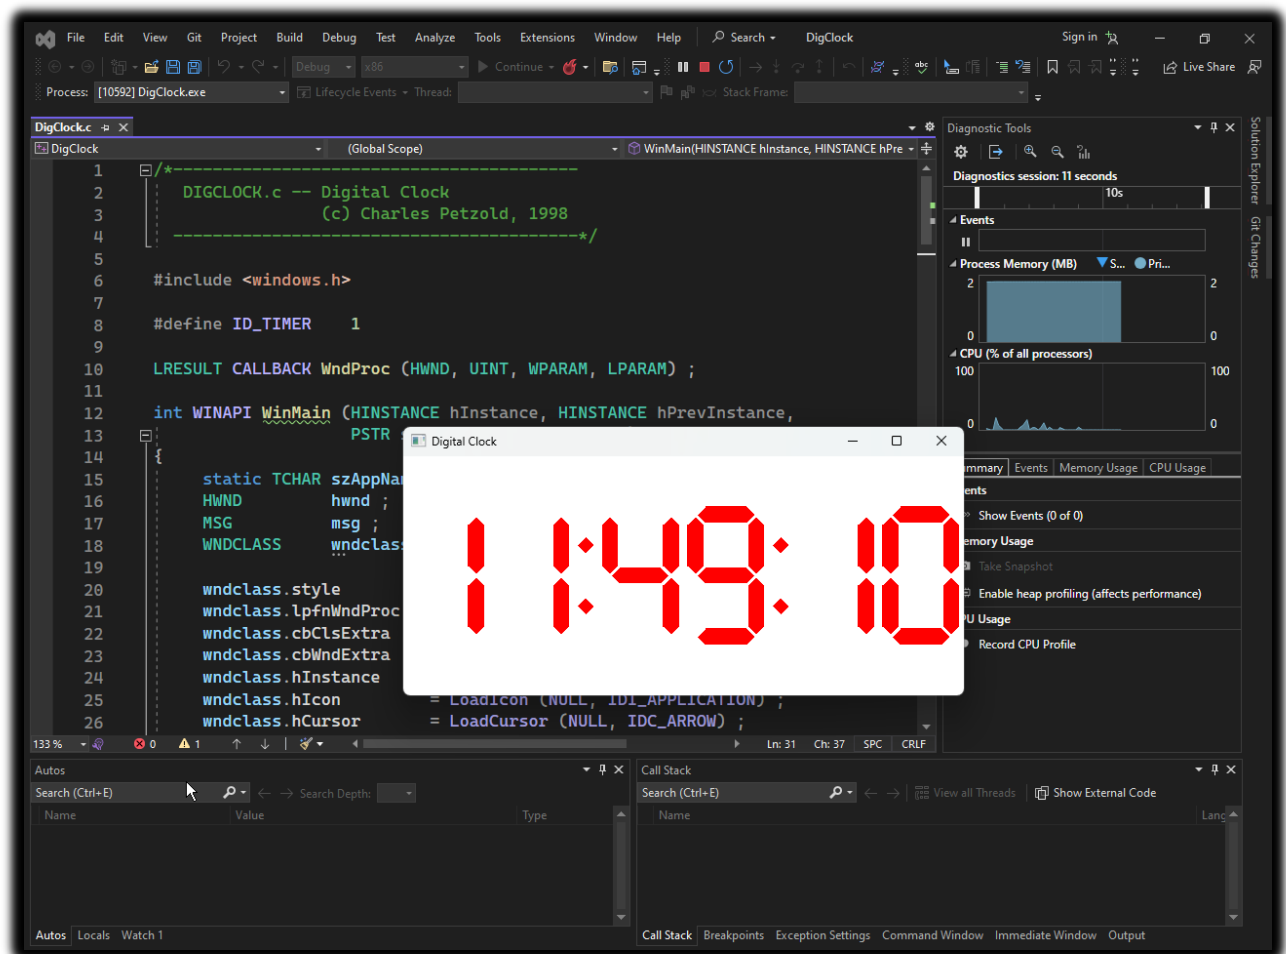 File Edit View Git Project Build Debug Test Analyze Tools Extensions Window Help Search DigClock Sign in
Debug x86 Continue Live Share
Process: [10592] DigClock.exe Lifecycle Events Thread: Stack Frame:
DigClock.c
DigClock (Global Scope) WinMain(HINSTANCE hInstance, HINSTANCE hPre
1 /*-----------------------------------------
2 DIGCLOCK.c -- Digital Clock
3 (c) Charles Petzold, 1998
4 -----------------------------------------*/
5
6 #include <windows.h>
7
8 #define ID_TIMER 1
9
10 LRESULT CALLBACK WndProc (HWND, UINT, WPARAM, LPARAM) ;
11
12 int WINAPI WinMain (HINSTANCE hInstance, HINSTANCE hPrevInstance,
13 PSTR
14 {
15 static TCHAR szAppNa
16 HWND hwnd ;
17 MSG msg ;
18 WNDCLASS wndclas
19
20 wndclass.style
21 wndclass.lpfnWndProc
22 wndclass.cbClsExtra
23 wndclass.cbWndExtra
24 wndclass.hInstance
25 wndclass.hIcon = LoadIcon (NULL, IDI_APPLICATION) ;
26 wndclass.hCursor = LoadCursor (NULL, IDC_ARROW) ;
133 % 0 1 Ln: 31 Ch: 37 SPC CRLF
Digital Clock
11:49:10
Diagnostic Tools
Diagnostics session: 11 seconds
10s
Events
Process Memory (MB) S... Pri...
2 2
0 0
CPU (% of all processors)
100 100
0 0
mmary Events Memory Usage CPU Usage
ents
Show Events (0 of 0)
emory Usage
Take Snapshot
Enable heap profiling (affects performance)
U Usage
Record CPU Profile
Solution Explorer
Git Changes
Autos
Search (Ctrl+E) Search Depth:
Name Value Type
Autos Locals Watch 1
Call Stack
Search (Ctrl+E) View all Threads Show External Code
Name Lang
Call Stack Breakpoints Exception Settings Command Window Immediate Window Output